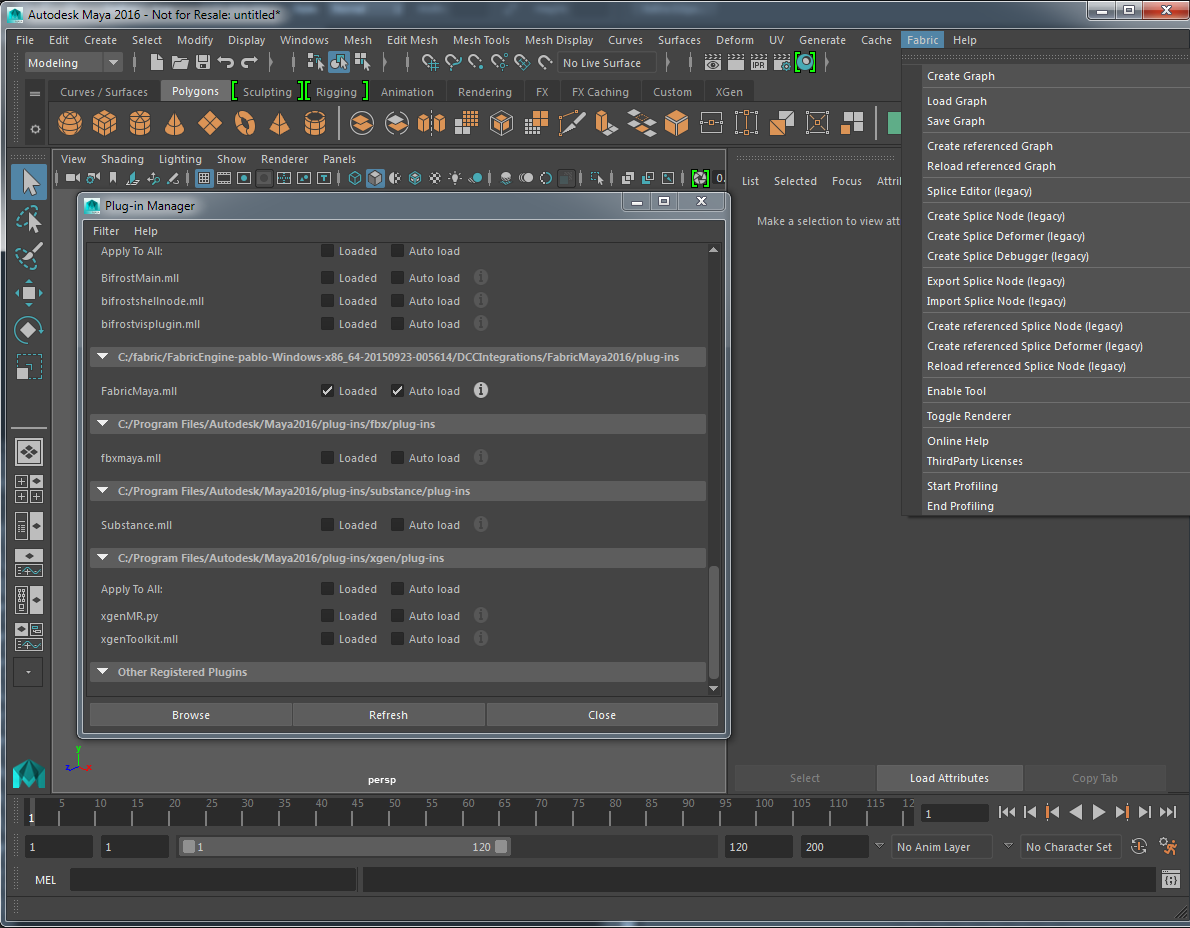 Autodesk Maya 2016 - Not for Resale: untitled*
File Edit Create Select Modify Display Windows Mesh Edit Mesh Mesh Tools Mesh Display Curves Surfaces Deform UV Generate Cache Fabric Help
Modeling
No Live Surface
IPR
Curves / Surfaces Polygons Sculpting Rigging Animation Rendering FX FX Caching Custom XGen
Create Graph
Load Graph
Save Graph
Create referenced Graph
Reload referenced Graph
Splice Editor (legacy)
Create Splice Node (legacy)
Create Splice Deformer (legacy)
Create Splice Debugger (legacy)
Export Splice Node (legacy)
Import Splice Node (legacy)
Create referenced Splice Node (legacy)
Create referenced Splice Deformer (legacy)
Reload referenced Splice Node (legacy)
Enable Tool
Toggle Renderer
Online Help
ThirdParty Licenses
Start Profiling
End Profiling
View Shading Lighting Show Renderer Panels
0.
List Selected Focus Attri
Make a selection to view att
Plug-in Manager
Filter Help
Apply To All: Loaded Auto load
BifrostMain.mll Loaded Auto load
bifrostshellnode.mll Loaded Auto load
bifrostvisplugin.mll Loaded Auto load
C:/fabric/FabricEngine-pablo-Windows-x86_64-20150923-005614/DCCIntegrations/FabricMaya2016/plug-ins
FabricMaya.mll Loaded Auto load
C:/Program Files/Autodesk/Maya2016/plug-ins/fbx/plug-ins
fbxmaya.mll Loaded Auto load
C:/Program Files/Autodesk/Maya2016/plug-ins/substance/plug-ins
Substance.mll Loaded Auto load
C:/Program Files/Autodesk/Maya2016/plug-ins/xgen/plug-ins
Apply To All: Loaded Auto load
xgenMR.py Loaded Auto load
xgenToolkit.mll Loaded Auto load
Other Registered Plugins
Browse Refresh Close
y
z x
persp
Select Load Attributes Copy Tab
5 10 15 20 25 30 35 40 45 50 55 60 65 70 75 80 85 90 95 100 105 110 115 12
1 1
1 1 1 120 120 200 No Anim Layer No Character Set
MEL